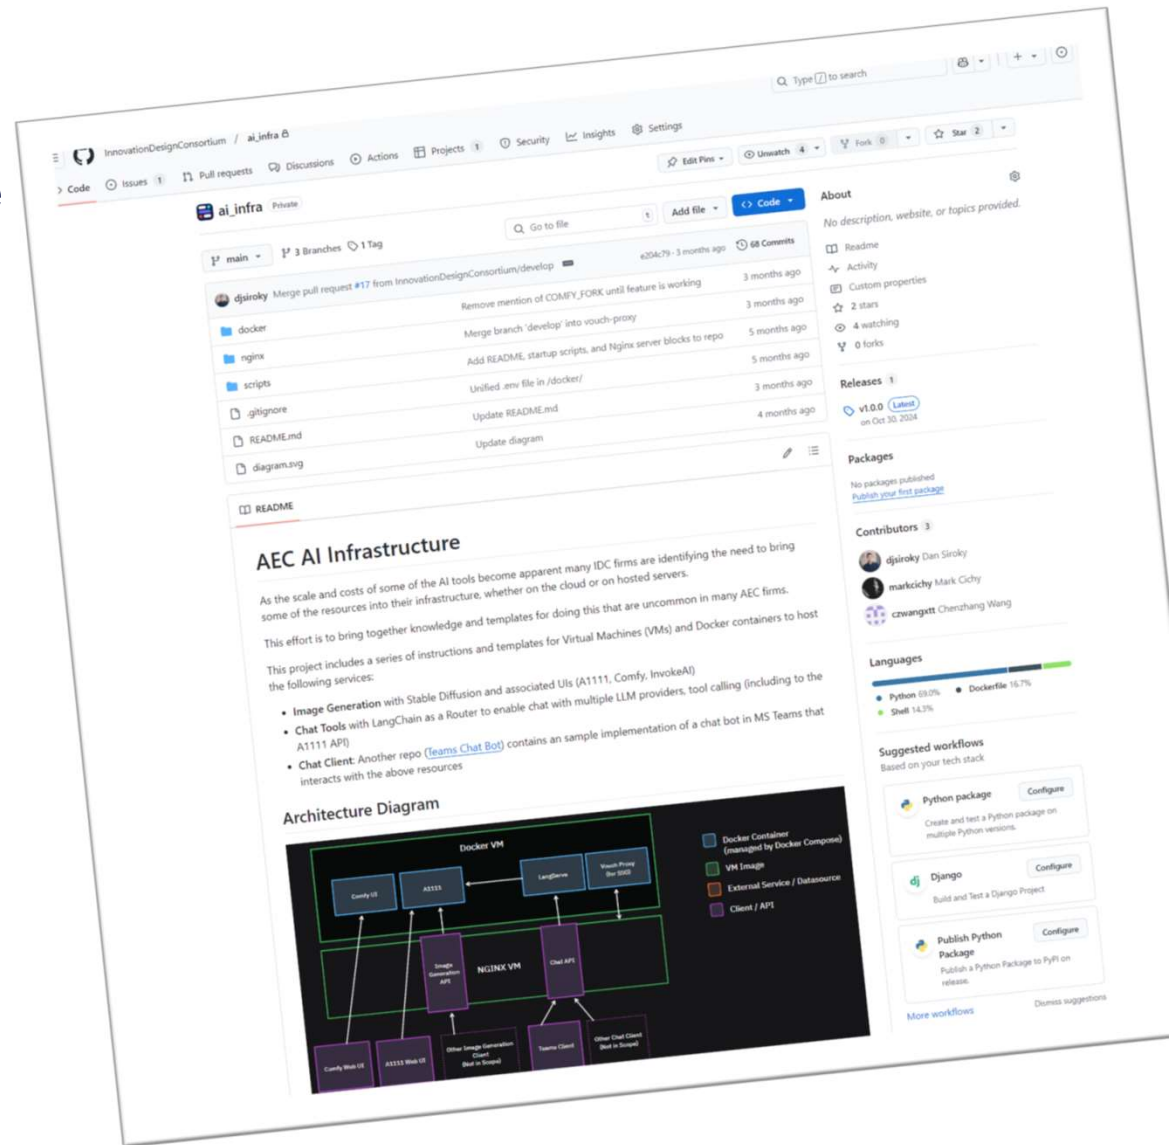 InnovationDesignConsortium / ai_infra
Type / to search
Code
Issues 1
Pull requests
Discussions
Actions
Projects 1
Security
Insights
Settings
ai_infra Private
Edit Pins
Unwatch 4
Fork 0
Star 2
main
3 Branches
1 Tag
Go to file
t
Add file
<> Code
djsiroky Merge pull request #17 from InnovationDesignConsortium/develop
e204c79 · 3 months ago
68 Commits
docker
Remove mention of COMFY_FORK until feature is working
3 months ago
nginx
Merge branch 'develop' into vouch-proxy
3 months ago
scripts
Add README, startup scripts, and Nginx server blocks to repo
5 months ago
.gitignore
Unified .env file in /docker/
5 months ago
README.md
Update README.md
3 months ago
diagram.svg
Update diagram
4 months ago
README
AEC AI Infrastructure
As the scale and costs of some of the AI tools become apparent many IDC firms are identifying the need to bring
some of the resources into their infrastructure, whether on the cloud or on hosted servers.
This effort is to bring together knowledge and templates for doing this that are uncommon in many AEC firms.
This project includes a series of instructions and templates for Virtual Machines (VMs) and Docker containers to host
the following services:
• Image Generation with Stable Diffusion and associated UIs (A1111, Comfy, InvokeAI)
• Chat Tools with LangChain as a Router to enable chat with multiple LLM providers, tool calling (including to the
A1111 API)
• Chat Client: Another repo (Teams Chat Bot) contains an sample implementation of a chat bot in MS Teams that
interacts with the above resources
Architecture Diagram
Docker VM
Comfy UI
A1111
LangServe
Vouch Proxy
(for SSO)
Image
Generation
API
NGINX VM
Chat API
Comfy Web UI
A1111 Web UI
Other Image Generation
Client
(Not in Scope)
Teams Client
Other Chat Client
(Not in Scope)
Docker Container
(managed by Docker Compose)
VM Image
External Service / Datasource
Client / API
About
No description, website, or topics provided.
Readme
Activity
Custom properties
2 stars
4 watching
0 forks
Releases 1
v1.0.0 Latest
on Oct 30, 2024
Packages
No packages published
Publish your first package
Contributors 3
djsiroky Dan Siroky
markcichy Mark Cichy
czwangxtt Chenzhang Wang
Languages
Python 69.0%
Dockerfile 16.7%
Shell 14.3%
Suggested workflows
Based on your tech stack
Python package
Configure
Create and test a Python package on
multiple Python versions.
dj
Django
Configure
Build and Test a Django Project
Publish Python
Package
Configure
Publish a Python Package to PyPI on
release.
More workflows
Dismiss suggestions